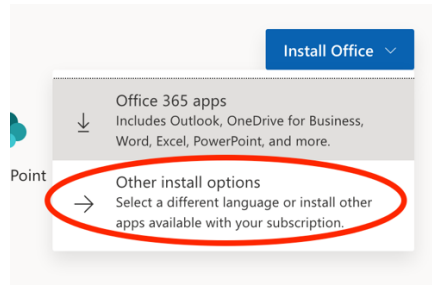 Install Office
Office 365 apps
Includes Outlook, OneDrive for Business,
Word, Excel, PowerPoint, and more.
Point
Other install options
Select a different language or install other
apps available with your subscription.